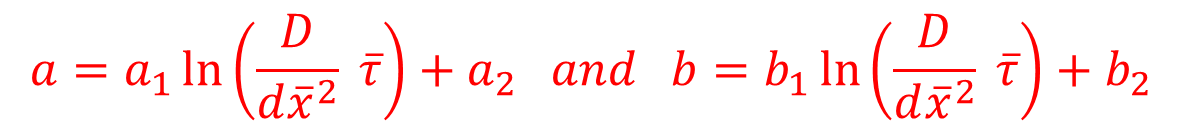 a = a₁ ln(D/(dx̄²) τ̄) + a₂ and b = b₁ ln(D/(dx̄²) τ̄) + b₂